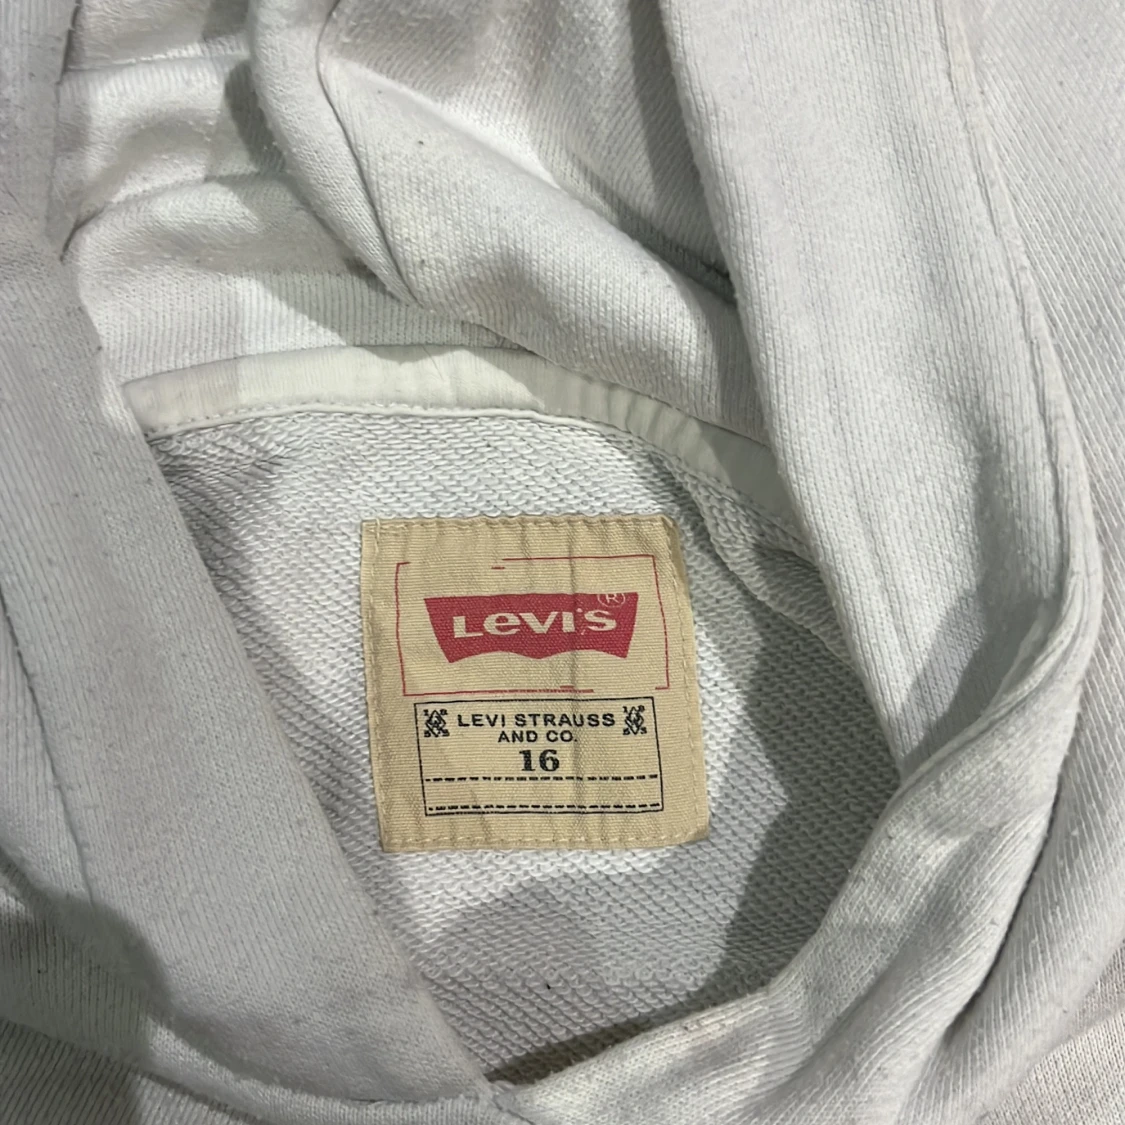 Levi's ®
LEVI STRAUSS
AND CO.
16